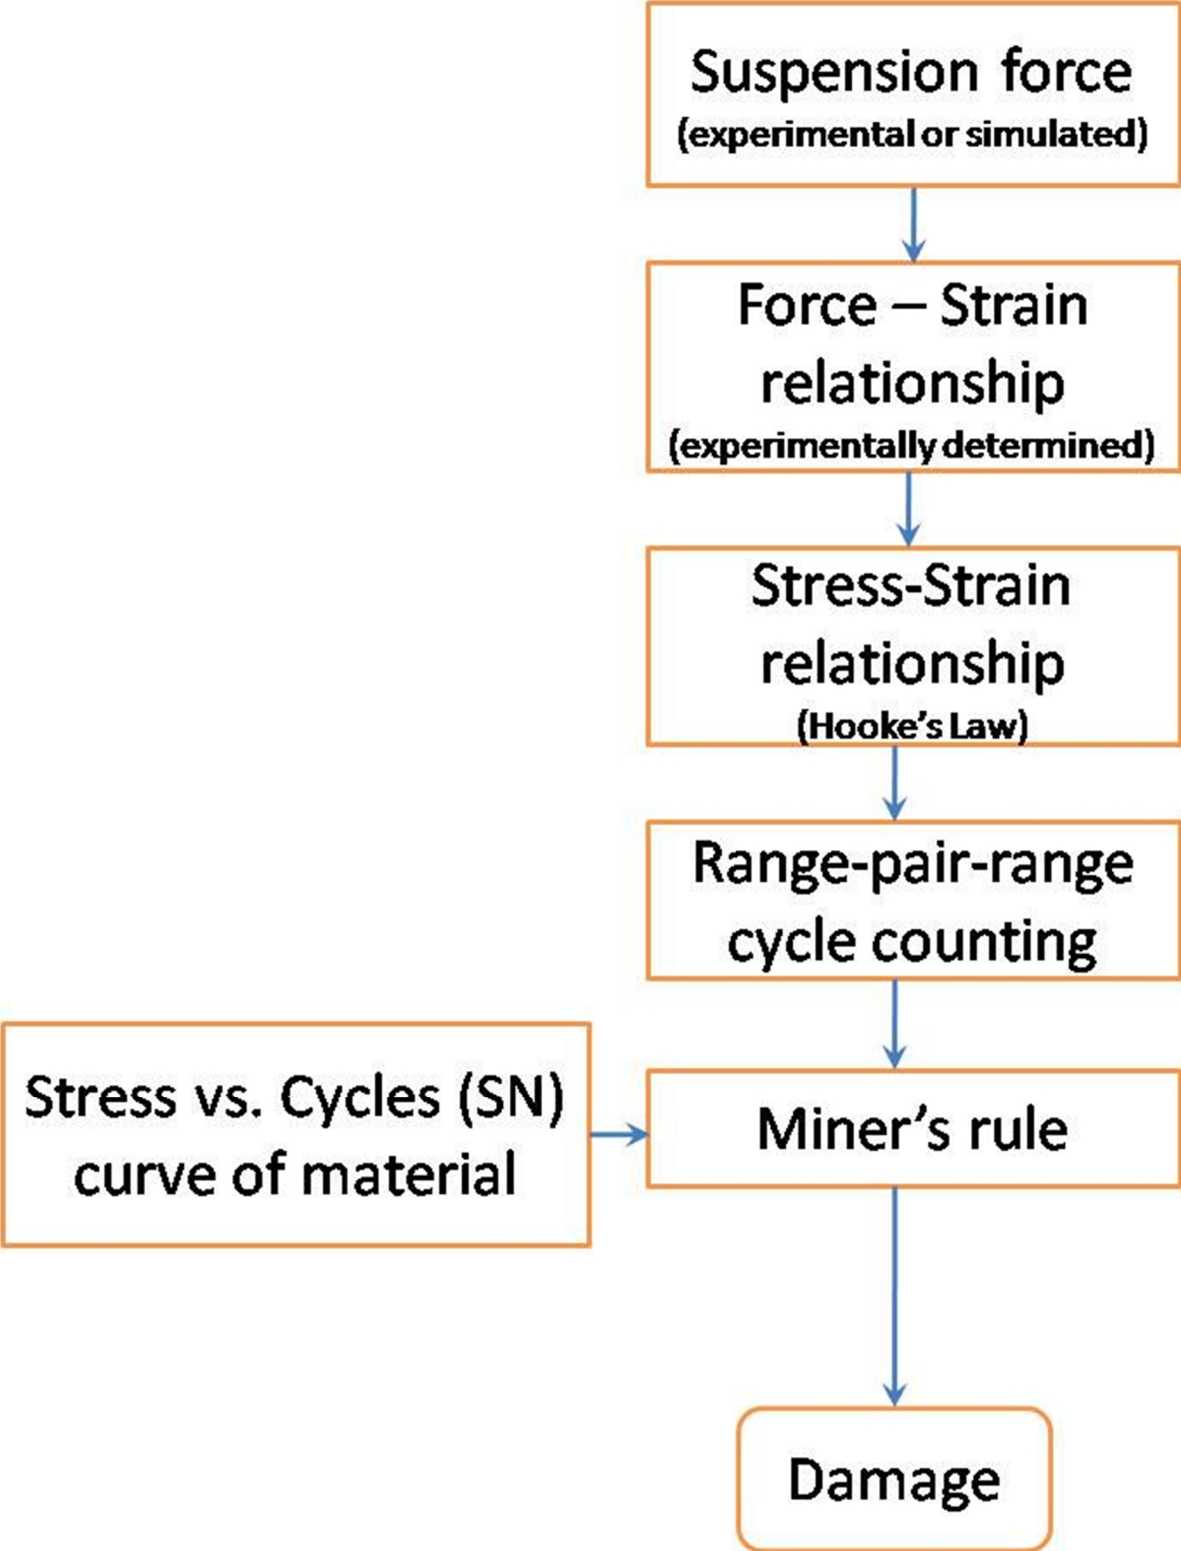 Suspension force
(experimental or simulated)
Force – Strain
relationship
(experimentally determined)
Stress-Strain
relationship
(Hooke's Law)
Range-pair-range
cycle counting
Stress vs. Cycles (SN)
curve of material
Miner's rule
Damage